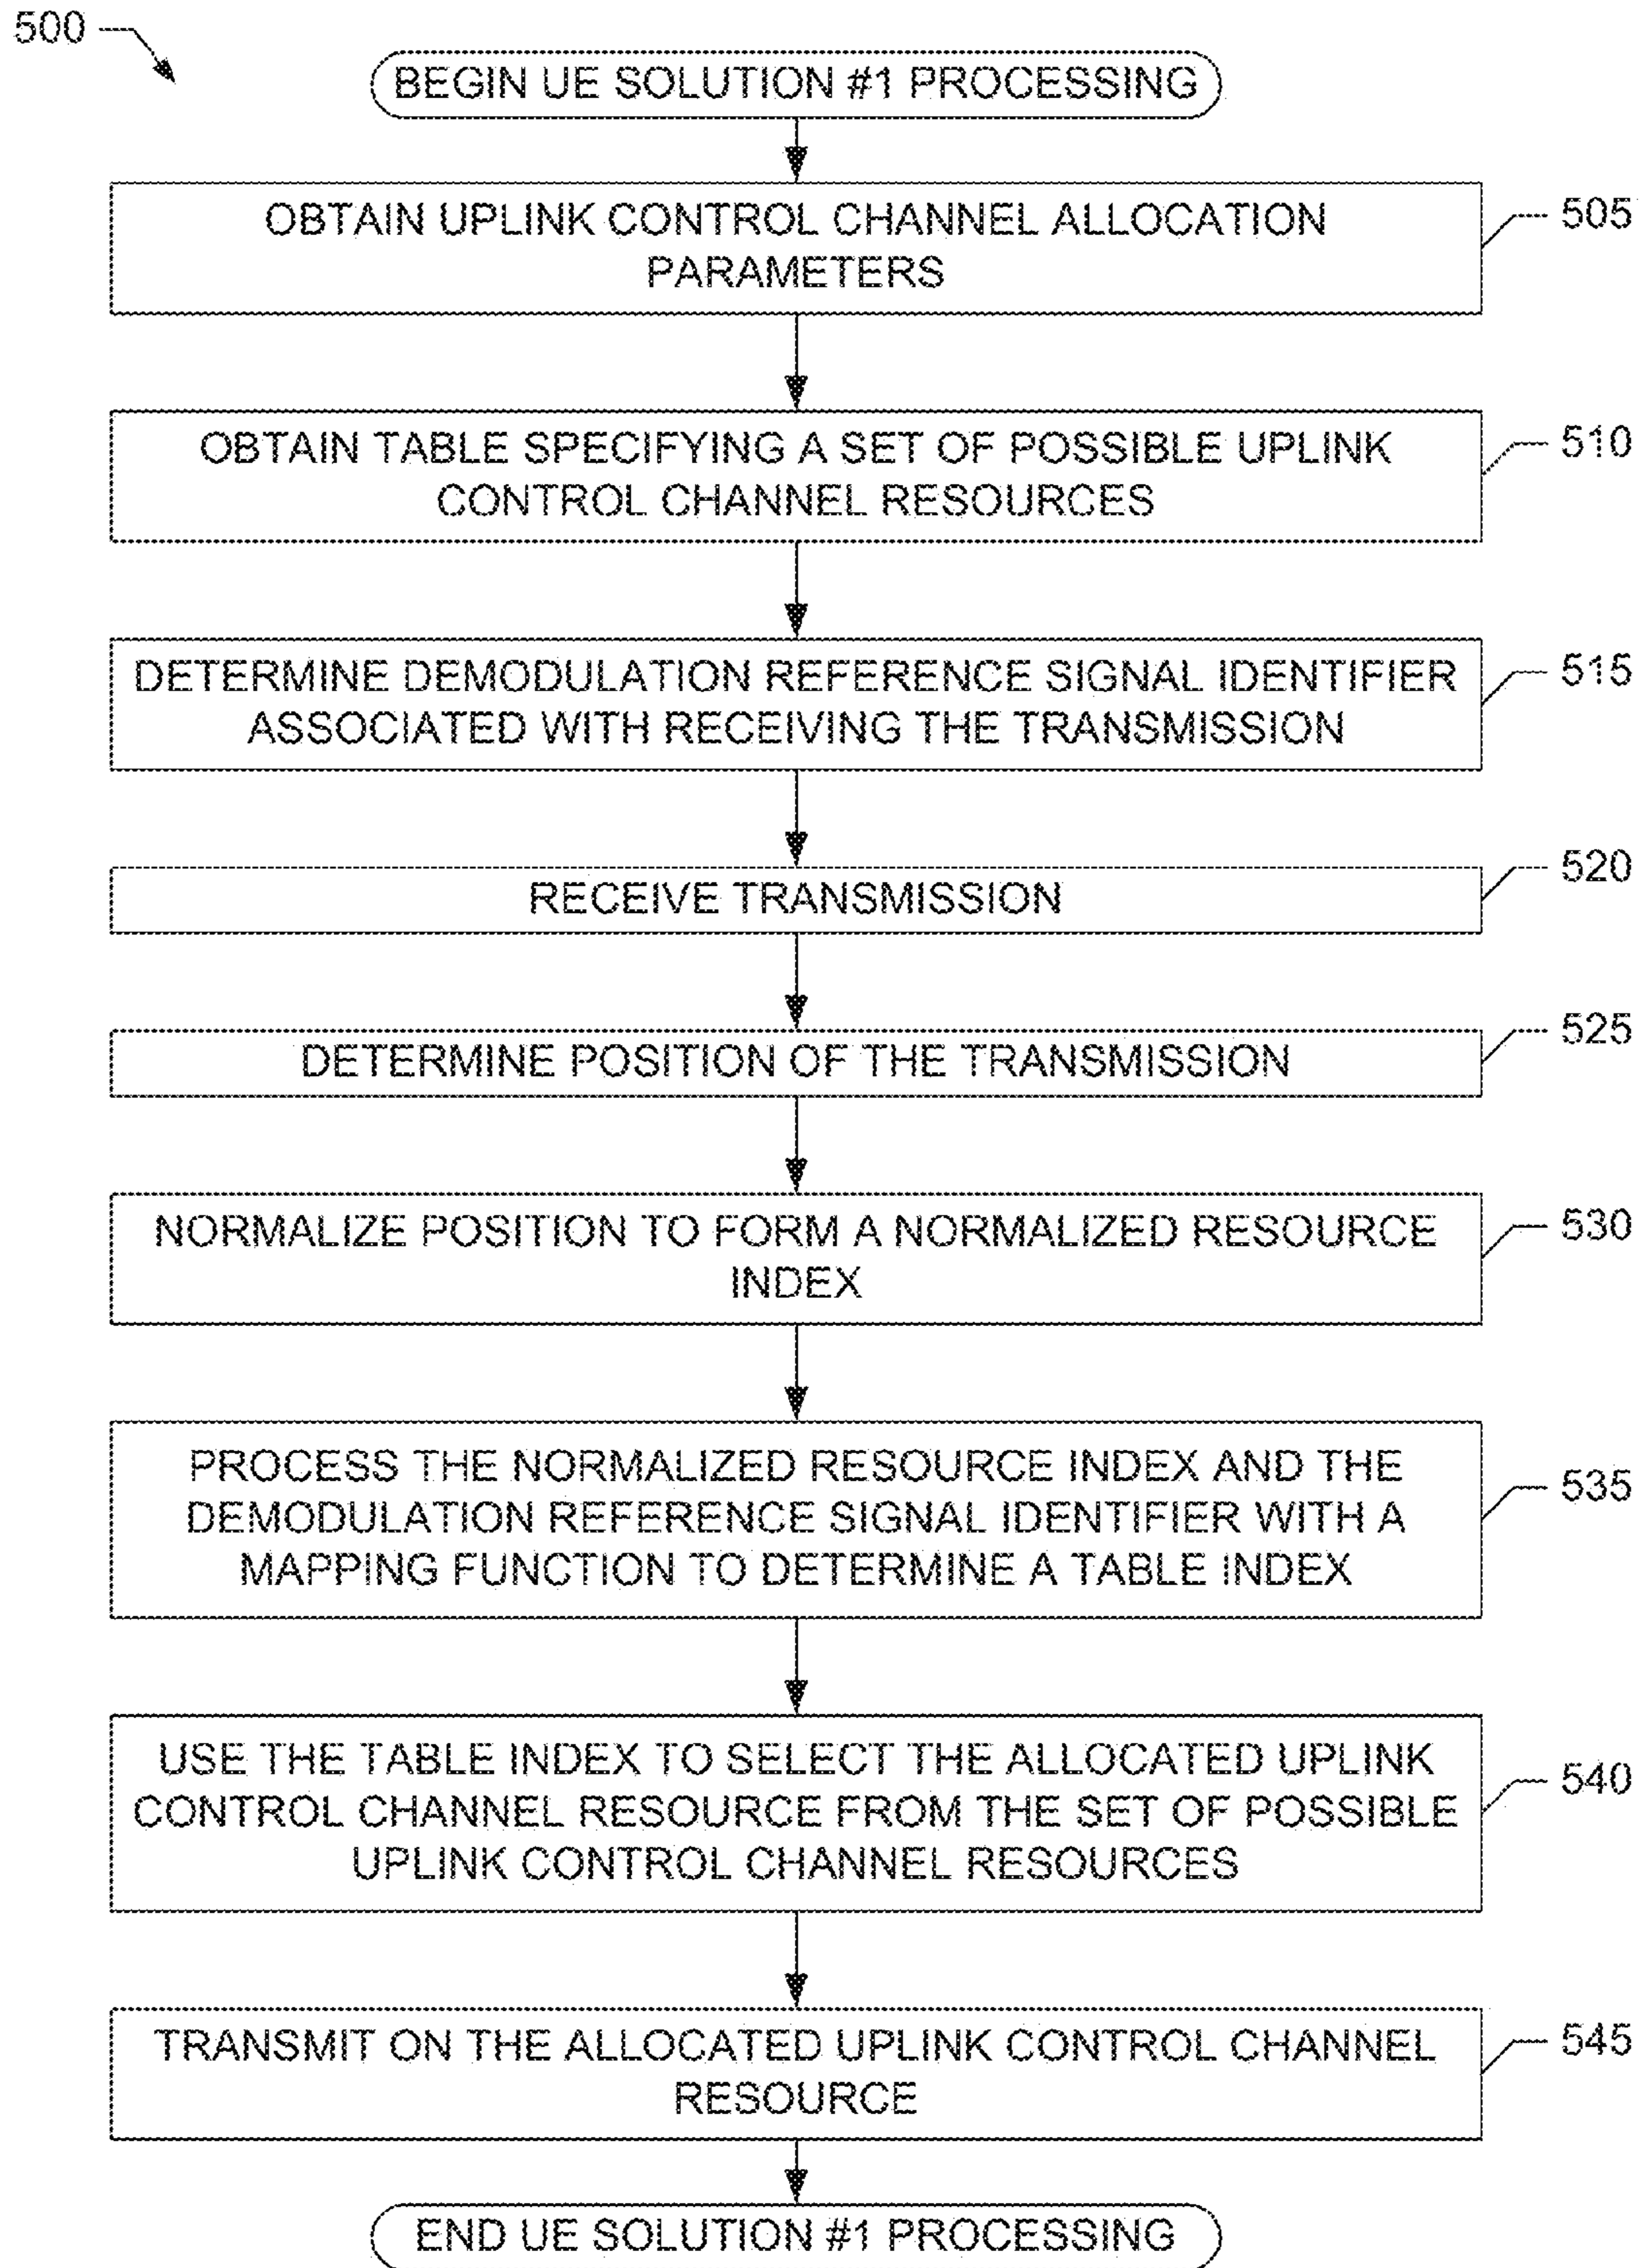 500
BEGIN UE SOLUTION #1 PROCESSING
OBTAIN UPLINK CONTROL CHANNEL ALLOCATION
PARAMETERS
505
OBTAIN TABLE SPECIFYING A SET OF POSSIBLE UPLINK
CONTROL CHANNEL RESOURCES
510
DETERMINE DEMODULATION REFERENCE SIGNAL IDENTIFIER
ASSOCIATED WITH RECEIVING THE TRANSMISSION
515
RECEIVE TRANSMISSION
520
DETERMINE POSITION OF THE TRANSMISSION
525
NORMALIZE POSITION TO FORM A NORMALIZED RESOURCE
INDEX
530
PROCESS THE NORMALIZED RESOURCE INDEX AND THE
DEMODULATION REFERENCE SIGNAL IDENTIFIER WITH A
MAPPING FUNCTION TO DETERMINE A TABLE INDEX
535
USE THE TABLE INDEX TO SELECT THE ALLOCATED UPLINK
CONTROL CHANNEL RESOURCE FROM THE SET OF POSSIBLE
UPLINK CONTROL CHANNEL RESOURCES
540
TRANSMIT ON THE ALLOCATED UPLINK CONTROL CHANNEL
RESOURCE
545
END UE SOLUTION #1 PROCESSING